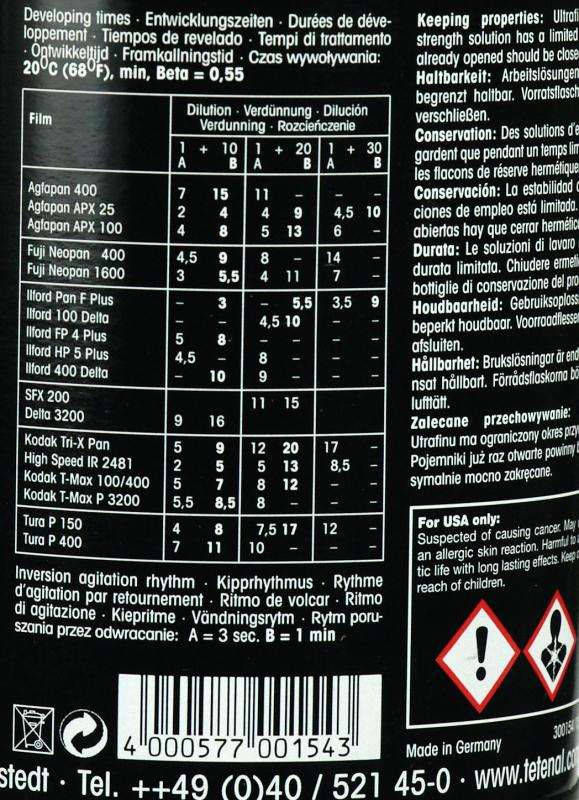 Developing times · Entwicklungszeiten · Durées de déve-
loppement · Tiempos de revelado · Tempi di trattamento
· Ontwikkeltijd · Framkallningstid · Czas wywoływania:
20°C (68°F), min, Beta = 0,55
Film
Dilution · Verdünnung · Dilución
Verdunning · Rozcieńczenie
1 + 10 1 + 20 1 + 30
A B A B A B
Agfapan 400 7 15 11 – – –
Agfapan APX 25 2 4 4 9 4,5 10
Agfapan APX 100 4 8 5 13 6 –
Fuji Neopan 400 4,5 9 8 – 14 –
Fuji Neopan 1600 3 5,5 4 11 7 –
Ilford Pan F Plus – 3 – 5,5 3,5 9
Ilford 100 Delta – – 4,5 10 – –
Ilford FP 4 Plus 5 8 – – – –
Ilford HP 5 Plus 4,5 – 8 – – –
Ilford 400 Delta – 10 9 – – –
SFX 200 11 15
Delta 3200 9 16
Kodak Tri-X Pan 5 9 12 20 17 –
High Speed IR 2481 2 5 5 13 8,5 –
Kodak T-Max 100/400 5 7 8 12 – –
Kodak T-Max P 3200 5,5 8,5 8 – – –
Tura P 150 4 8 7,5 17 12 –
Tura P 400 7 11 10 – – –
Inversion agitation rhythm · Kipprhythmus · Rythme
d'agitation par retournement · Ritmo de volcar · Ritmo
di agitazione · Kiepritme · Vändningsrytm · Rytm poru-
szania przez odwracanie: A = 3 sec. B = 1 min
4 000577 001543
stedt · Tel. ++49 (0)40 / 521 45-0 · www.tetenal.c
Keeping properties: Ultrafi
strength solution has a limited
already opened should be close
Haltbarkeit: Arbeitslösungen
begrenzt haltbar. Vorratsflasch
verschließen.
Conservation: Des solutions d'e
gardent que pendant un temps lim
les flacons de réserve hermétique
Conservación: La estabilidad
ciones de empleo está limitada.
abiertas hay que cerrar hermétic
Durata: Le soluzioni di lavoro
durata limitata. Chiudere ermeti
bottiglie di conservazione del pro
Houdbaarheid: Gebruiksoploss
beperkt houdbaar. Voorraadflessen
afsluiten.
Hållbarhet: Brukslösningar är end
nsat hållbart. Förrådsflaskorna bö
lufttätt.
Zalecane przechowywanie:
Utrafinu ma ograniczony okres przy
Pojemniki już raz otwarte powinny b
symalnie mocno zakręcane.
For USA only:
Suspected of causing cancer. May
an allergic skin reaction. Harmful to
tic life with long lasting effects. Keep o
reach of children.
Made in Germany
300154